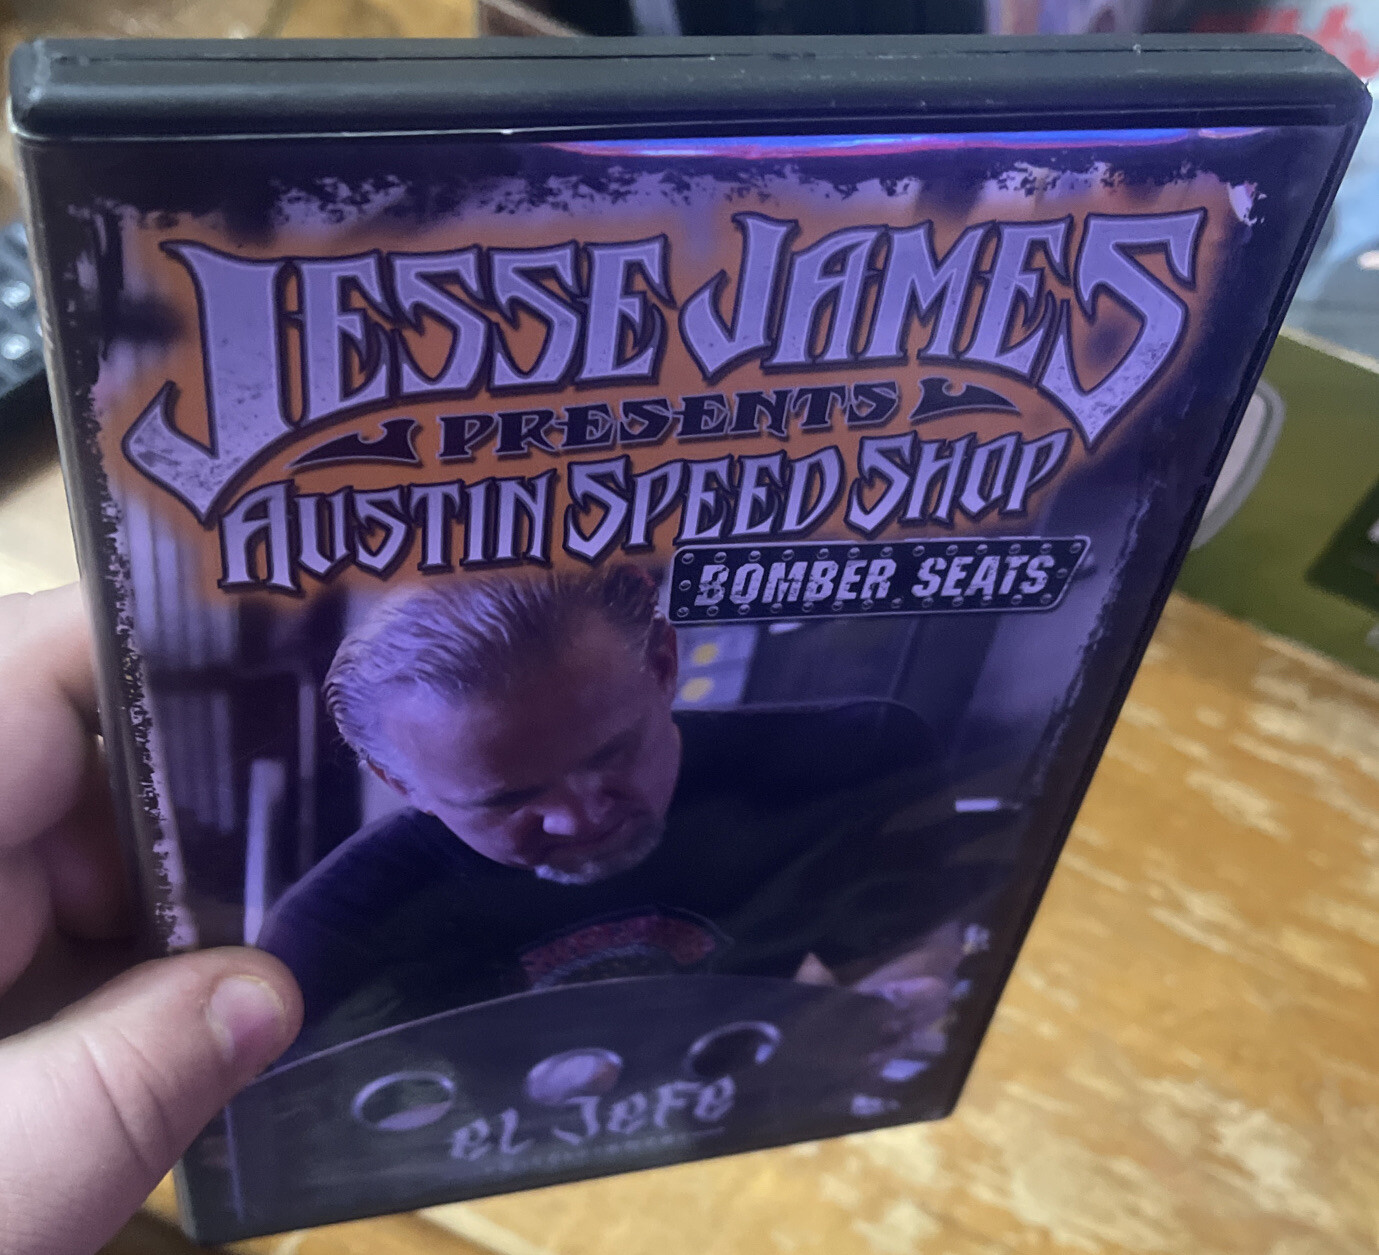 JESSE JAMES
PRESENTS
AUSTIN SPEED SHOP
BOMBER SEATS
EL JEFE